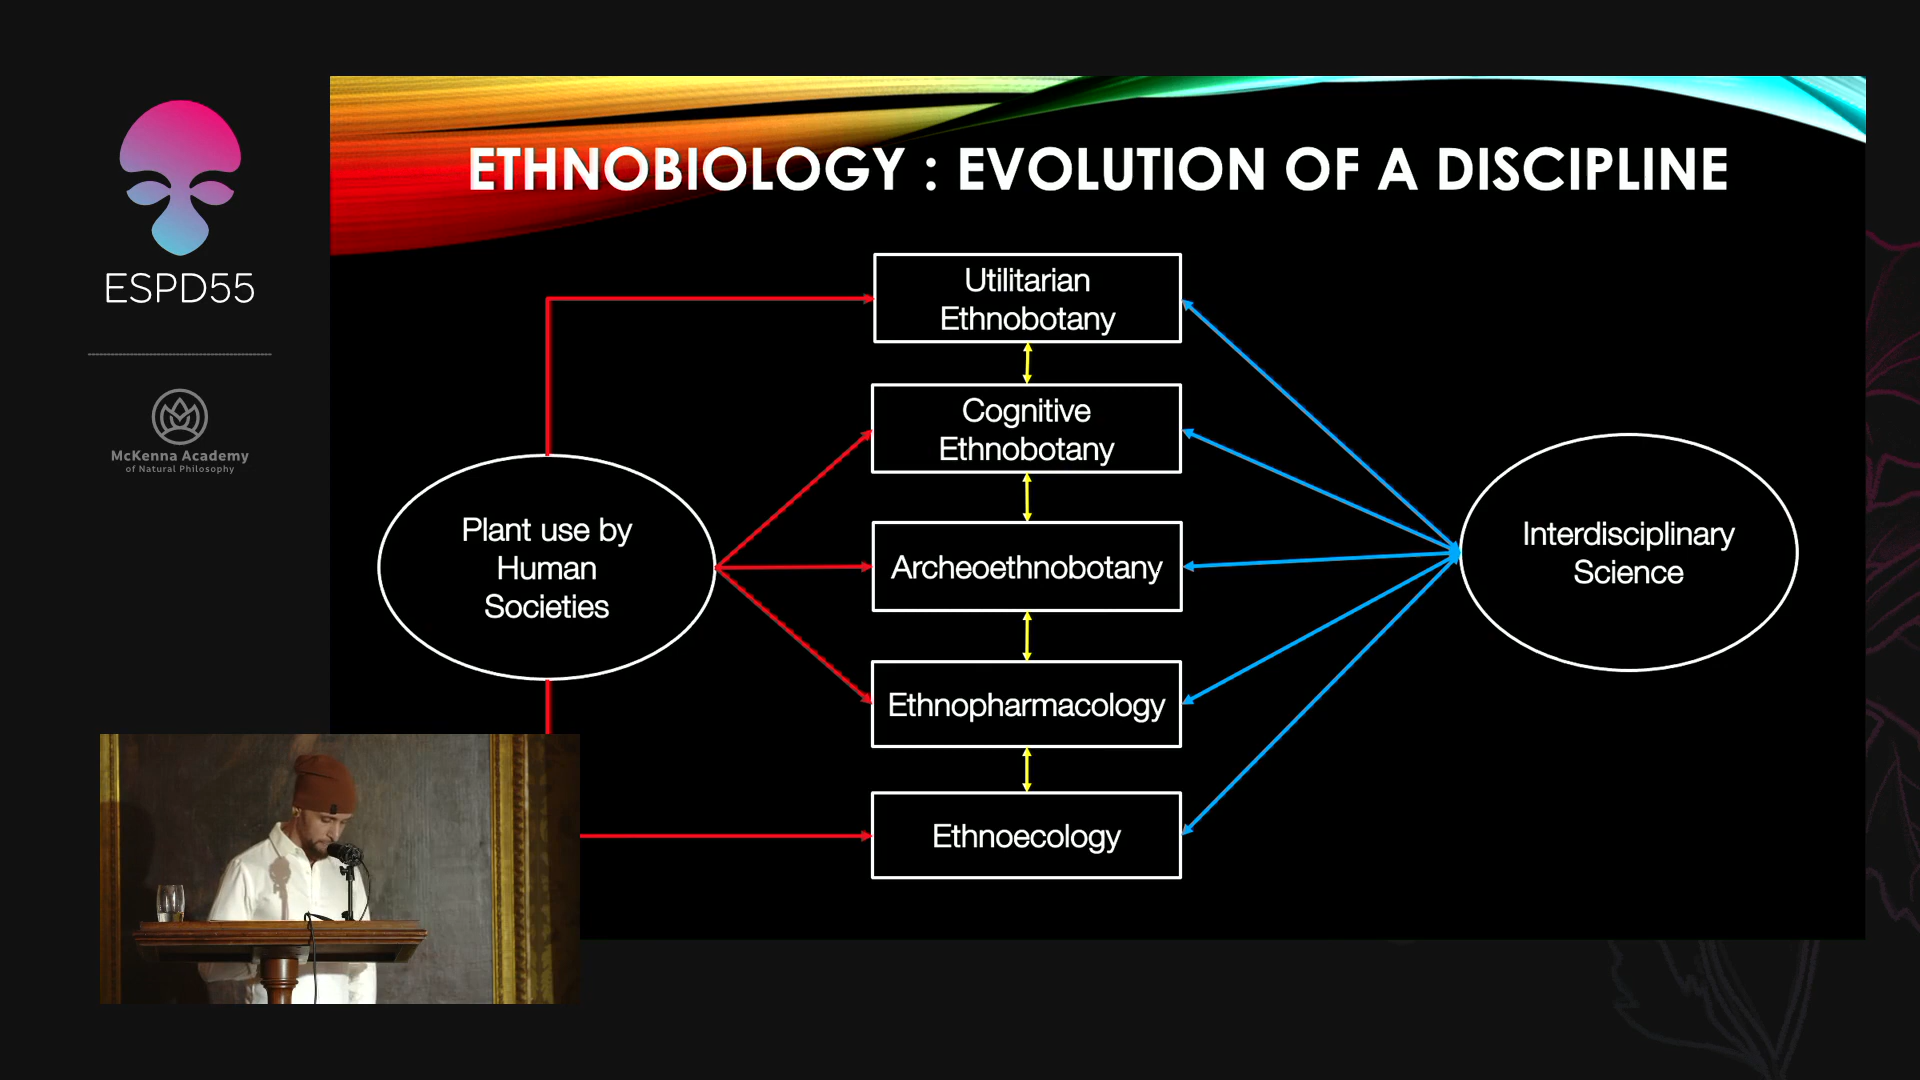 ESPD55
McKenna Academy
of Natural Philosophy
ETHNOBIOLOGY : EVOLUTION OF A DISCIPLINE
Utilitarian
Ethnobotany
Cognitive
Ethnobotany
Archeoethnobotany
Ethnopharmacology
Ethnoecology
Plant use by
Human
Societies
Interdisciplinary
Science